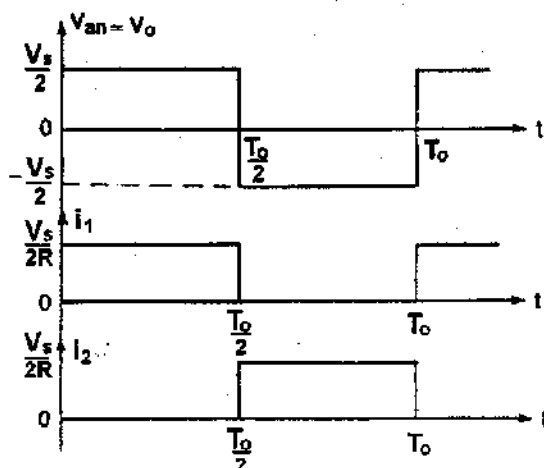 Van = Vo
Vs/2
0
t
To/2
To
-Vs/2
i1
Vs/2R
0
t
To/2
To
Vs/2R
i2
0
t
To/2
To